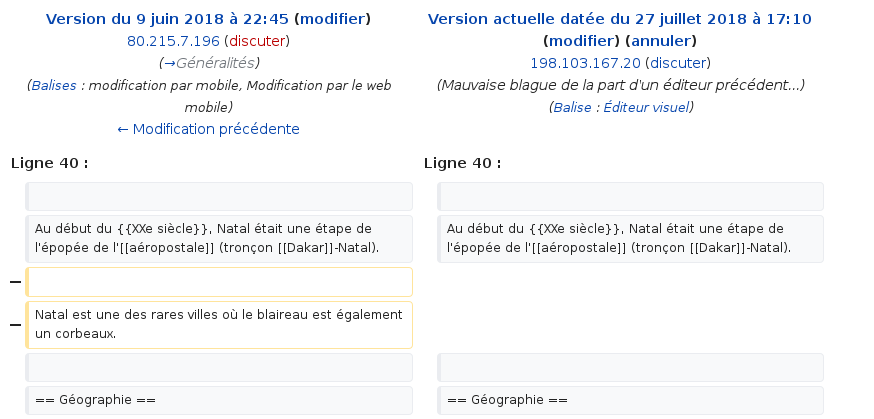 Version du 9 juin 2018 à 22:45 (modifier)
80.215.7.196 (discuter)
(→Généralités)
(Balises : modification par mobile, Modification par le web
mobile)
← Modification précédente
Version actuelle datée du 27 juillet 2018 à 17:10
(modifier) (annuler)
198.103.167.20 (discuter)
(Mauvaise blague de la part d'un éditeur précédent...)
(Balise : Éditeur visuel)
Ligne 40 :
Ligne 40 :
Au début du {{XXe siècle}}, Natal était une étape de
l'épopée de l'[[aéropostale]] (tronçon [[Dakar]]-Natal).
Au début du {{XXe siècle}}, Natal était une étape de
l'épopée de l'[[aéropostale]] (tronçon [[Dakar]]-Natal).
−
−
Natal est une des rares villes où le blaireau est également
un corbeaux.
== Géographie ==
== Géographie ==